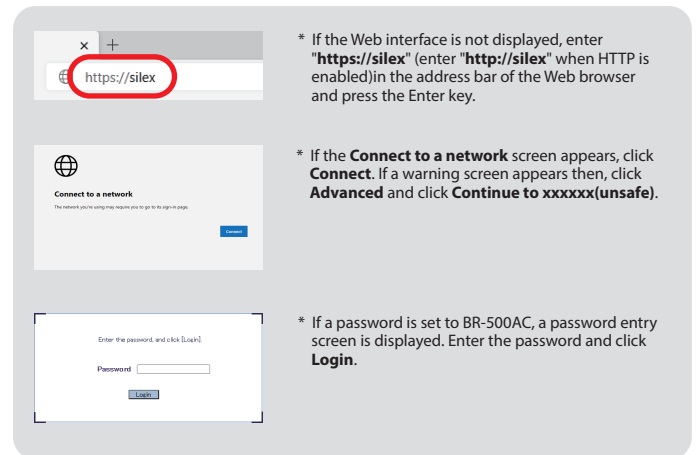 https://silex
* If the Web interface is not displayed, enter
"https://silex" (enter "http://silex" when HTTP is
enabled)in the address bar of the Web browser
and press the Enter key.
Connect to a network
The network you're using may require you to go to its sign-in page.
Connect
* If the Connect to a network screen appears, click
Connect. If a warning screen appears then, click
Advanced and click Continue to xxxxxx(unsafe).
Enter the password, and click [Login].
Password
Login
* If a password is set to BR-500AC, a password entry
screen is displayed. Enter the password and click
Login.